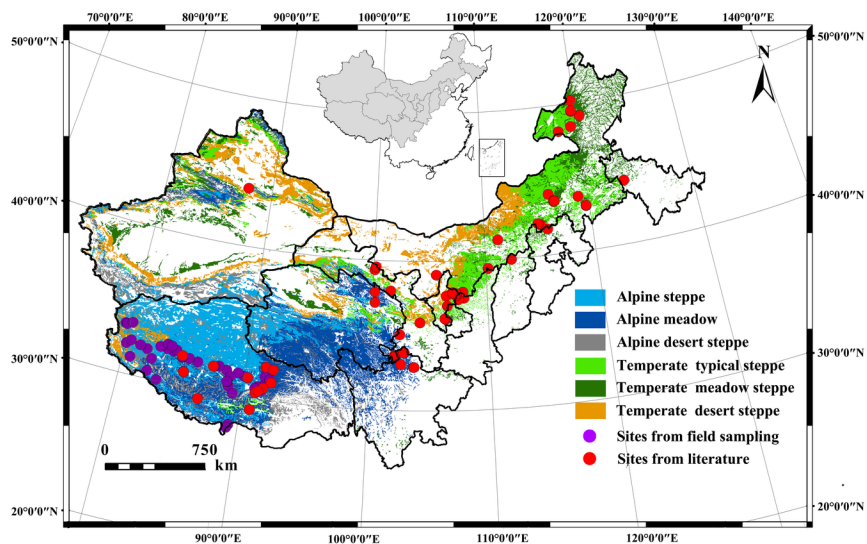 70°0'0"E 80°0'0"E 90°0'0"E 100°0'0"E 110°0'0"E 120°0'0"E 130°0'0"E 140°0'0"E
50°0'0"N 50°0'0"N
N
40°0'0"N 40°0'0"N
Alpine steppe
Alpine meadow
Alpine desert steppe
30°0'0"N 30°0'0"N
Temperate typical steppe
Temperate meadow steppe
Temperate desert steppe
Sites from field sampling
0 750
km
Sites from literature
20°0'0"N 20°0'0"N
90°0'0"E 100°0'0"E 110°0'0"E 120°0'0"E